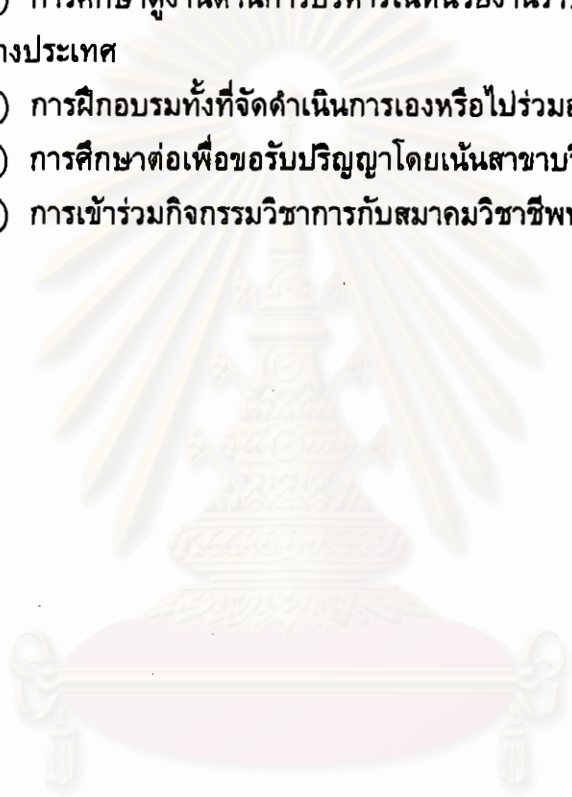 ) การศึกษาดูงานด้านการบริหารในหน่วยงาน
างประเทศ
) การฝึกอบรมทั้งที่จัดดำเนินการเองหรือไปร่วม
) การศึกษาต่อเพื่อขอรับปริญญาโดยเน้นสาขา
) การเข้าร่วมกิจกรรมวิชาการกับสมาคมวิชาชีพ